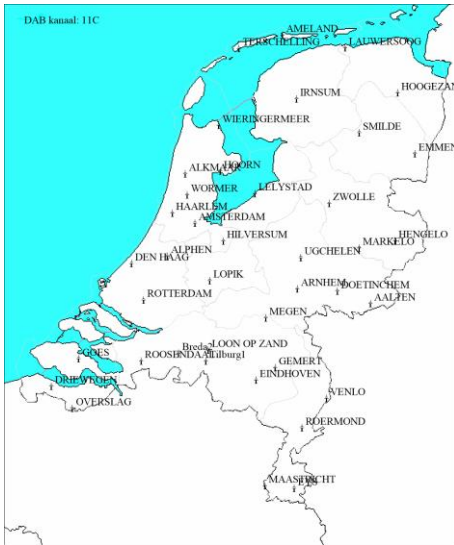 DAB kanaal: 11C
AMELAND
TERSCHELLING
LAUWERSOOG
IRNSUM
HOOGEZAN
WIERINGERMEER
SMILDE
EMMEN
HOORN
ALKMAAR
WORMER
LELYSTAD
ZWOLLE
HAARLEM
AMSTERDAM
HILVERSUM
HENGELO
MARKELO
ALPHEN
DEN HAAG
UGCHELEN
LOPIK
ARNHEM
DOETINCHEM
ROTTERDAM
AALTEN
MEGEN
LOON OP ZAND
Breda
GOES
ROOSENDAAL
Tilburg1
GEMERT
EINDHOVEN
DRIEWEGEN
VENLO
OVERSLAG
ROERMOND
MAASTRICHT